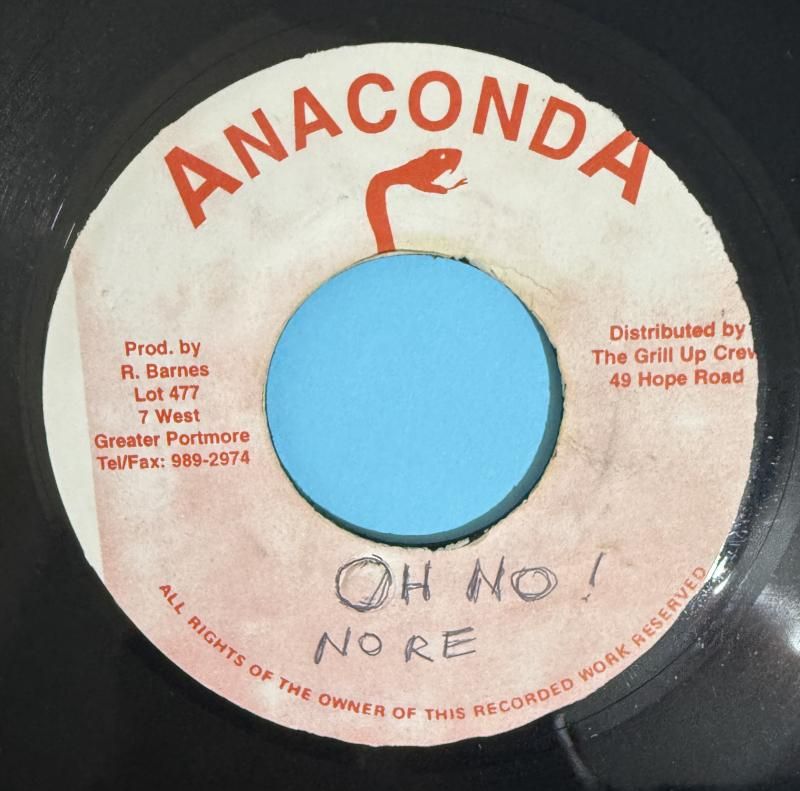 ANACONDA
Prod. by
R. Barnes
Lot 477
7 West
Greater Portmore
Tel/Fax: 989-2974
Distributed by
The Grill Up Crew
49 Hope Road
OH NO!
NORE
ALL RIGHTS OF THE OWNER OF THIS RECORDED WORK RESERVED